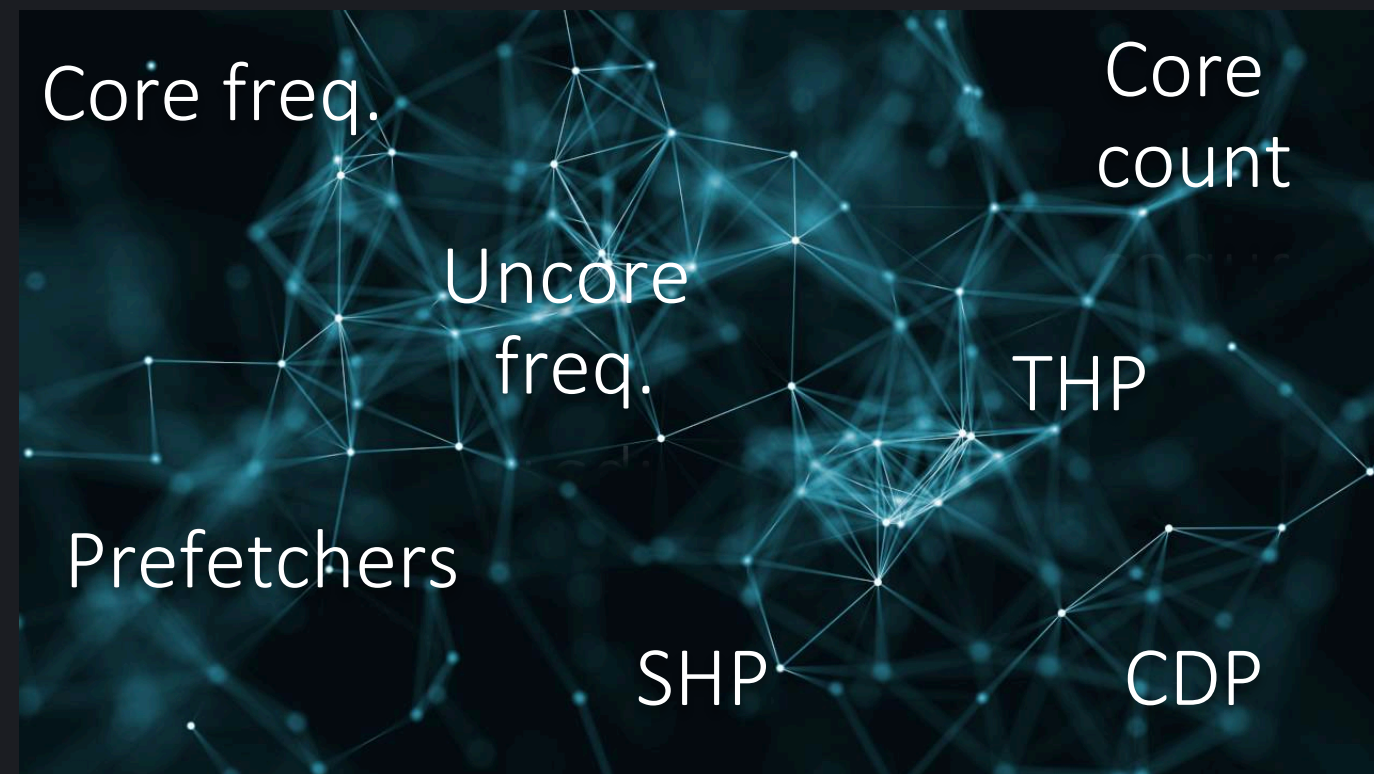 Core freq.
Core
count
Uncore
freq.
THP
Prefetchers
SHP
CDP